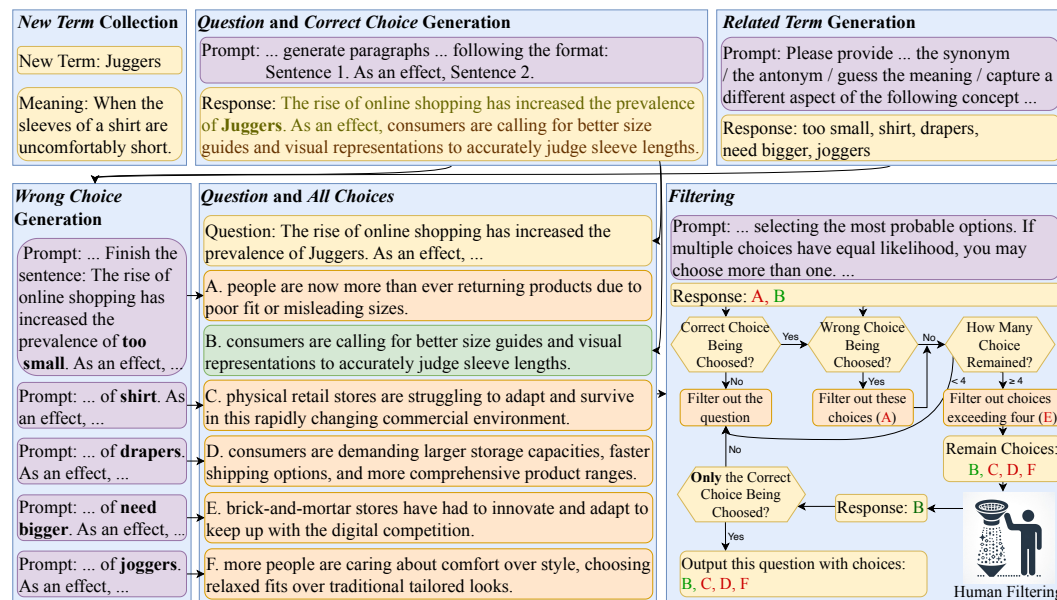 New Term Collection
New Term: Juggers
Meaning: When the
sleeves of a shirt are
uncomfortably short.
Question and Correct Choice Generation
Prompt: ... generate paragraphs ... following the format:
Sentence 1. As an effect, Sentence 2.
Response: The rise of online shopping has increased the prevalence
of Juggers. As an effect, consumers are calling for better size
guides and visual representations to accurately judge sleeve lengths.
Related Term Generation
Prompt: Please provide ... the synonym
/ the antonym / guess the meaning / capture a
different aspect of the following concept ...
Response: too small, shirt, drapers,
need bigger, joggers
Wrong Choice
Generation
Prompt: ... Finish the
sentence: The rise of
online shopping has
increased the
prevalence of too
small. As an effect, ...
Prompt: ... of shirt. As
an effect, ...
Prompt: ... of drapers.
As an effect, ...
Prompt: ... of need
bigger. As an effect, ...
Prompt: ... of joggers.
As an effect, ...
Question and All Choices
Question: The rise of online shopping has increased the
prevalence of Juggers. As an effect, ...
A. people are now more than ever returning products due to
poor fit or misleading sizes.
B. consumers are calling for better size guides and visual
representations to accurately judge sleeve lengths.
C. physical retail stores are struggling to adapt and survive
in this rapidly changing commercial environment.
D. consumers are demanding larger storage capacities, faster
shipping options, and more comprehensive product ranges.
E. brick-and-mortar stores have had to innovate and adapt to
keep up with the digital competition.
F. more people are caring about comfort over style, choosing
relaxed fits over traditional tailored looks.
Filtering
Prompt: ... selecting the most probable options. If
multiple choices have equal likelihood, you may
choose more than one. ...
Response: A, B
Correct Choice
Being
Choosed?
Yes
Wrong Choice
Being
Choosed?
No
How Many
Choice
Remained?
No
Yes
< 4
≥ 4
Filter out the
question
Filter out these
choices (A)
Filter out choices
exceeding four (E)
Remain Choices:
B, C, D, F
No
Only the Correct
Choice Being
Choosed?
Response: B
Yes
Output this question with choices:
B, C, D, F
Human Filtering